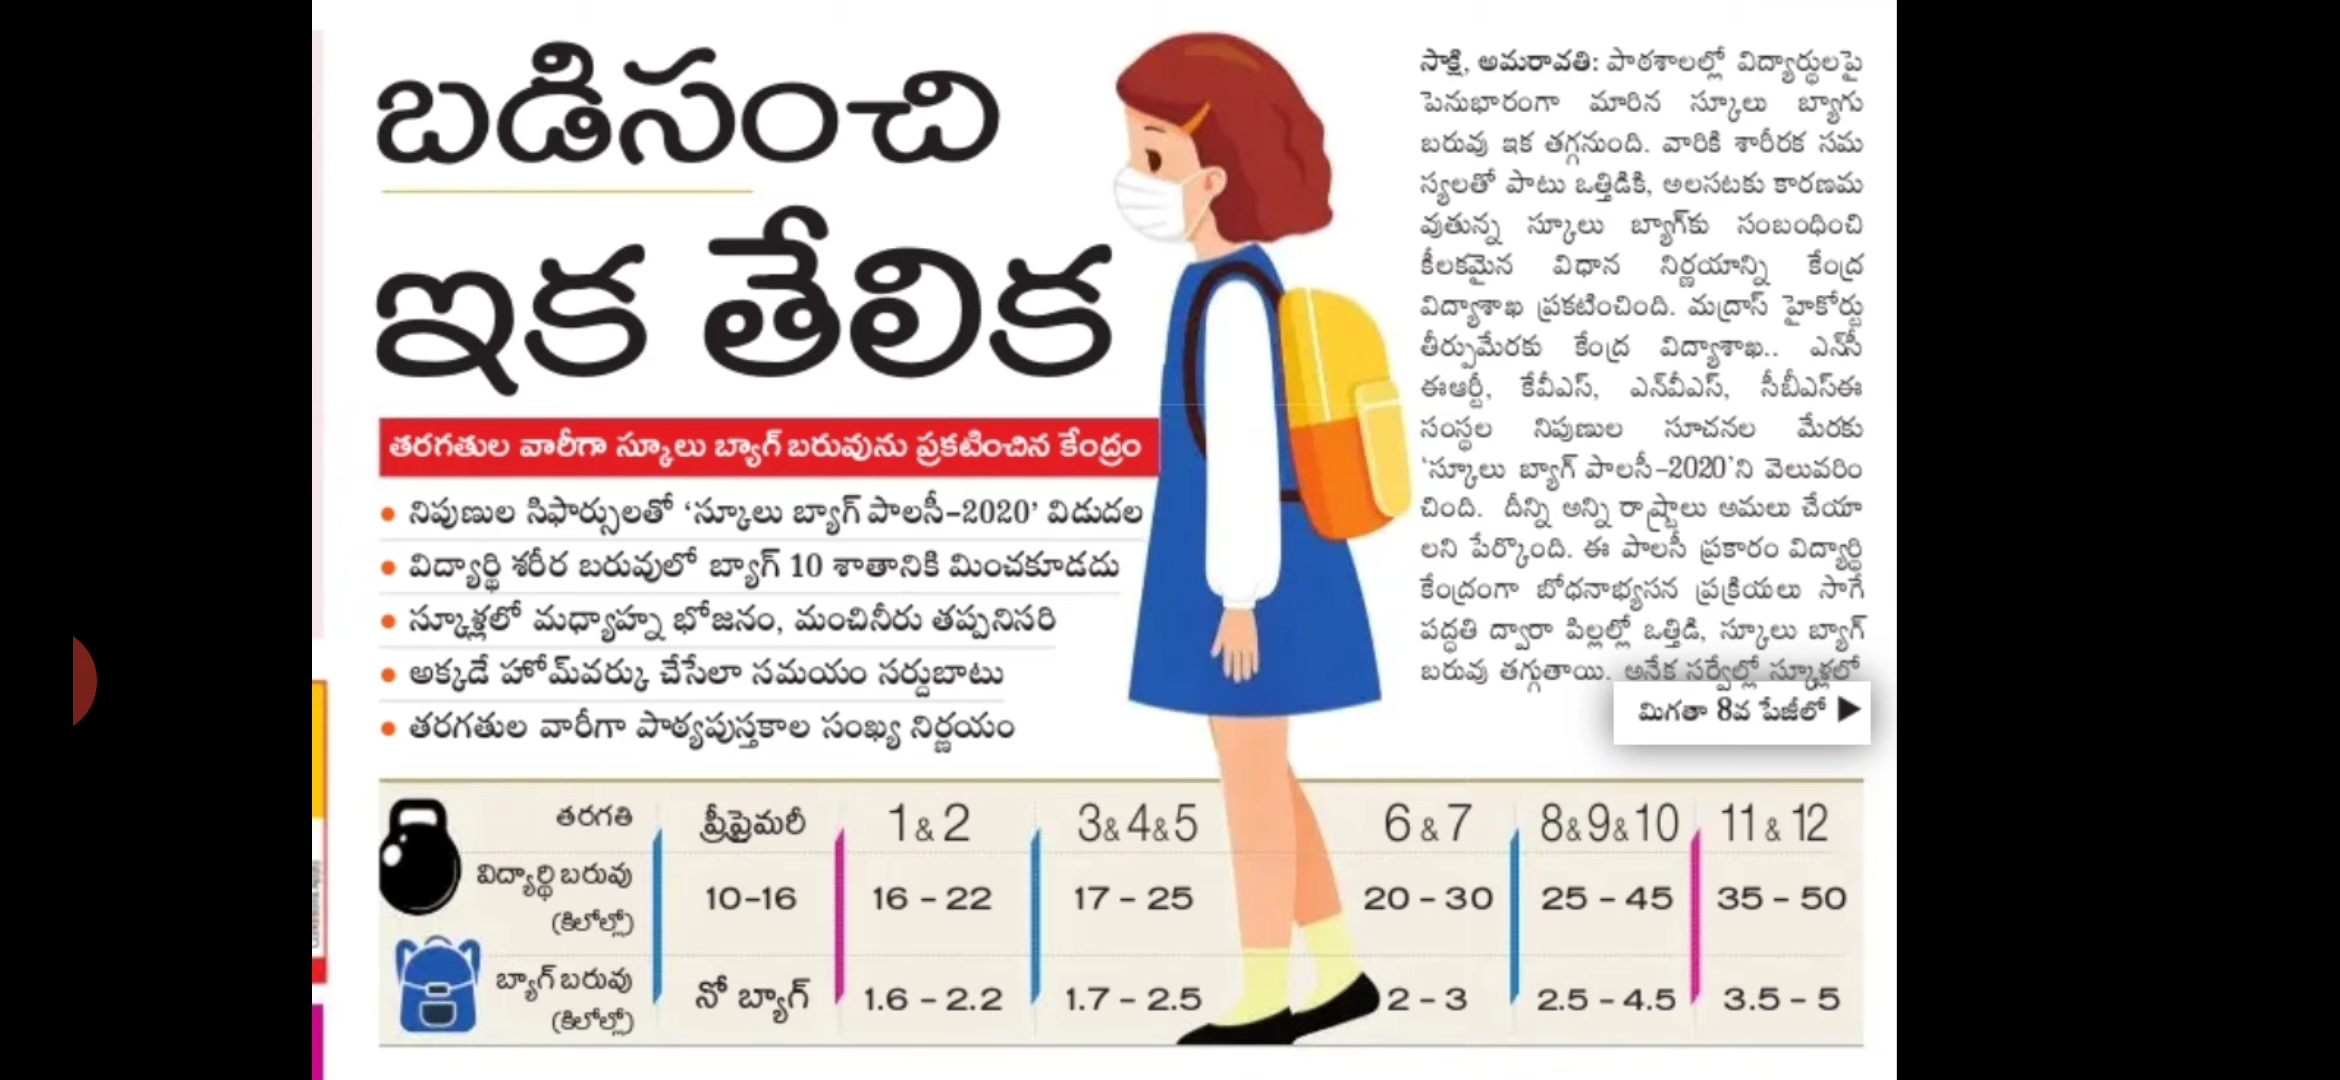 బడిసంచి
ఇక తేలిక
తరగతుల వారీగా స్కూలు బ్యాగ్ బరువును ప్రకటించిన కేంద్రం
• నిపుణుల సిఫార్సులతో ‘స్కూలు బ్యాగ్ పాలసీ–2020’ విడుదల
• విద్యార్థి శరీర బరువులో బ్యాగ్ 10 శాతానికి మించకూడదు
• స్కూళ్లలో మధ్యాహ్న భోజనం, మంచినీరు తప్పనిసరి
• అక్కడే హోమ్‌వర్కు చేసేలా సమయం సర్దుబాటు
• తరగతుల వారీగా పాఠ్యపుస్తకాల సంఖ్య నిర్ణయం
సాక్షి, అమరావతి: పాఠశాలల్లో విద్యార్థులపై
పెనుభారంగా మారిన స్కూలు బ్యాగు
బరువు ఇక తగ్గనుంది. వారికి శారీరక సమ
స్యలతో పాటు ఒత్తిడికి, అలసటకు కారణమ
వుతున్న స్కూలు బ్యాగ్‌కు సంబంధించి
కీలకమైన విధాన నిర్ణయాన్ని కేంద్ర
విద్యాశాఖ ప్రకటించింది. మద్రాస్ హైకోర్టు
తీర్పుమేరకు కేంద్ర విద్యాశాఖ.. ఎన్‌సీ
ఈఆర్టీ, కేవీఎస్, ఎన్‌వీఎస్, సీబీఎస్‌ఈ
సంస్థల నిపుణుల సూచనల మేరకు
‘స్కూలు బ్యాగ్ పాలసీ–2020’ని వెలువరిం
చింది. దీన్ని అన్ని రాష్ట్రాలు అమలు చేయా
లని పేర్కొంది. ఈ పాలసీ ప్రకారం విద్యార్థి
కేంద్రంగా బోధనాభ్యసన ప్రక్రియలు సాగే
పద్ధతి ద్వారా పిల్లల్లో ఒత్తిడి, స్కూలు బ్యాగ్
బరువు తగ్గుతాయి. అనేక సర్వేల్లో స్కూళ్లలో
మిగతా 8వ పేజీలో ▶
తరగతి ప్రీప్రైమరీ 1 & 2 3 & 4 & 5 6 & 7 8 & 9 & 10 11 & 12
విద్యార్థి బరువు (కిలోల్లో) 10–16 16 – 22 17 – 25 20 – 30 25 – 45 35 – 50
బ్యాగ్ బరువు (కిలోల్లో) నో బ్యాగ్ 1.6 – 2.2 1.7 – 2.5 2 – 3 2.5 – 4.5 3.5 – 5